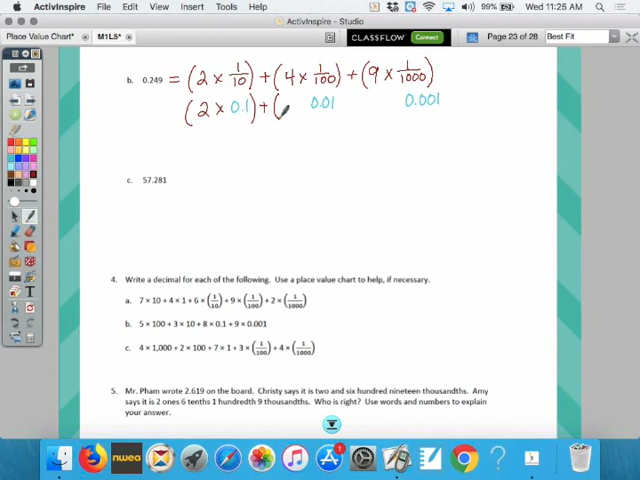 ActivInspire File Edit View Insert Tools Help 99% Wed 11:25 AM
ActivInspire - Studio
Place Value Chart* M1L5* CLASSFLOW Connect Page 23 of 28 Best Fit
b. 0.249 = (2 × 1/10) + (4 × 1/100) + (9 × 1/1000)
(2 × 0.1) + ( 0.01 0.001
c. 57.281
4. Write a decimal for each of the following. Use a place value chart to help, if necessary.
a. 7 × 10 + 4 × 1 + 6 × (1/10) + 9 × (1/100) + 2 × (1/1000)
b. 5 × 100 + 3 × 10 + 8 × 0.1 + 9 × 0.001
c. 4 × 1,000 + 2 × 100 + 7 × 1 + 3 × (1/100) + 4 × (1/1000)
5. Mr. Pham wrote 2.619 on the board. Christy says it is two and six hundred nineteen thousandths. Amy
says it is 2 ones 6 tenths 1 hundredth 9 thousandths. Who is right? Use words and numbers to explain
your answer.
nwea
1